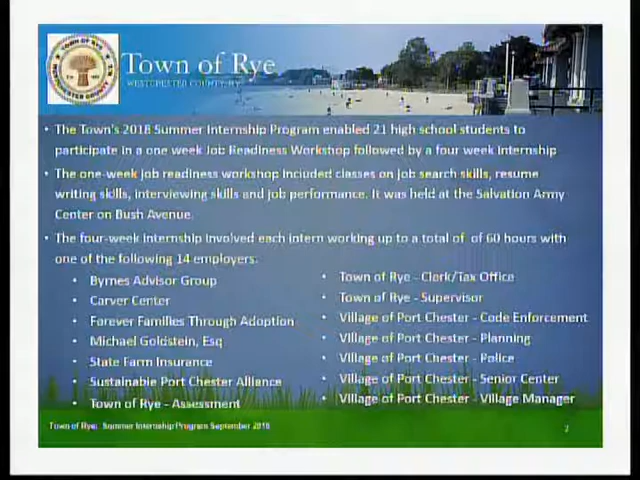 TOWN OF RYE
WESTCHESTER COUNTY
Town of Rye
WESTCHESTER COUNTY NY
• The Town's 2018 Summer Internship Program enabled 21 high school students to
participate in a one week Job Readiness Workshop followed by a four week internship
• The one-week job readiness workshop included classes on job search skills, resume
writing skills, interviewing skills and job performance. It was held at the Salvation Army
Center on Bush Avenue.
• The four-week internship involved each intern working up to a total of of 60 hours with
one of the following 14 employers:
• Byrnes Advisor Group
• Carver Center
• Forever Families Through Adoption
• Michael Goldstein, Esq
• State Farm Insurance
• Sustainable Port Chester Alliance
• Town of Rye - Assessment
• Town of Rye - Clerk/Tax Office
• Town of Rye - Supervisor
• Village of Port Chester - Code Enforcement
• Village of Port Chester - Planning
• Village of Port Chester - Police
• Village of Port Chester - Senior Center
• Village of Port Chester - Village Manager
Town of Rye: Summer Internship Program September 2018
2